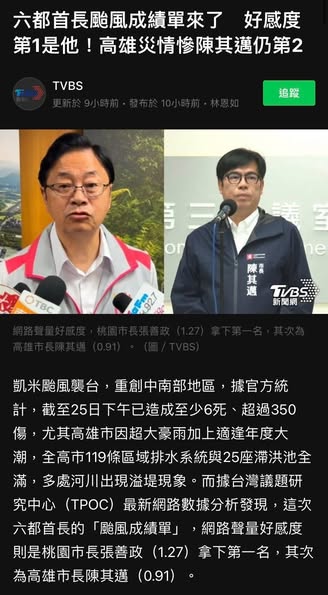 六都首長颱風成績單來了　好感度
第1是他！高雄災情慘陳其邁仍第2
TVBS
更新於 9小時前・發布於 10小時前・林恩如
追蹤
TBC
第三
議室
陳其邁
TVBS
新聞網
網路聲量好感度，桃園市長張善政（1.27）拿下第一名，其次為
高雄市長陳其邁（0.91）。（圖 / TVBS）
凱米颱風襲台，重創中南部地區，據官方統
計，截至25日下午已造成至少6死、超過350
傷，尤其高雄市因超大豪雨加上適逢年度大
潮，全高市119條區域排水系統與25座滯洪池全
滿，多處河川出現溢堤現象。而據台灣議題研
究中心（TPOC）最新網路數據分析發現，這次
六都首長的「颱風成績單」，網路聲量好感度
則是桃園市長張善政（1.27）拿下第一名，其次
為高雄市長陳其邁（0.91）。